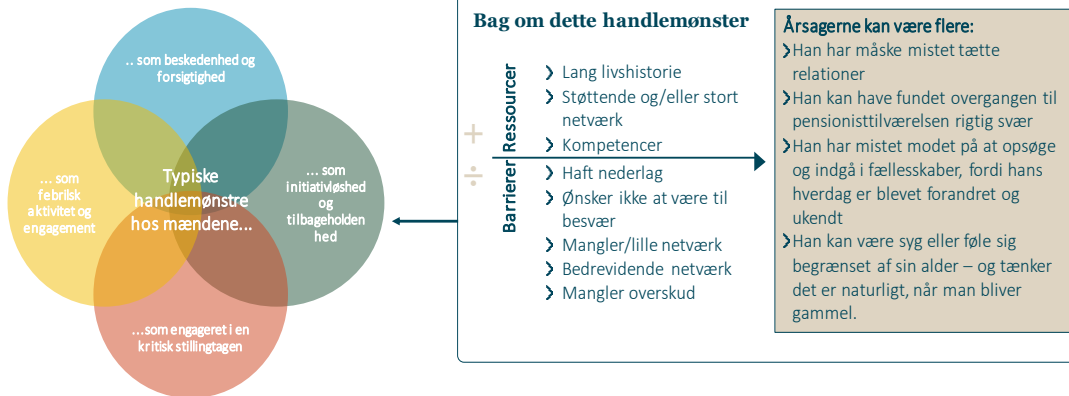 .. som beskedenhed og
forsigtighed
... som
febrilsk
aktivitet og
engagement
Typiske
handlemønstre
hos mændene...
... som
initiativløshed
og
tilbageholden
hed
...som engageret i en
kritisk stillingtagen
Bag om dette handlemønster
+
÷
Ressourcer
Barrierer
Lang livshistorie
Støttende og/eller stort
netværk
Kompetencer
Haft nederlag
Ønsker ikke at være til
besvær
Mangler/lille netværk
Bedrevidende netværk
Mangler overskud
Årsagerne kan være flere:
Han har måske mistet tætte
relationer
Han kan have fundet overgangen til
pensionisttilværelsen rigtig svær
Han har mistet modet på at opsøge
og indgå i fællesskaber, fordi hans
hverdag er blevet forandret og
ukendt
Han kan være syg eller føle sig
begrænset af sin alder – og tænker
det er naturligt, når man bliver
gammel.